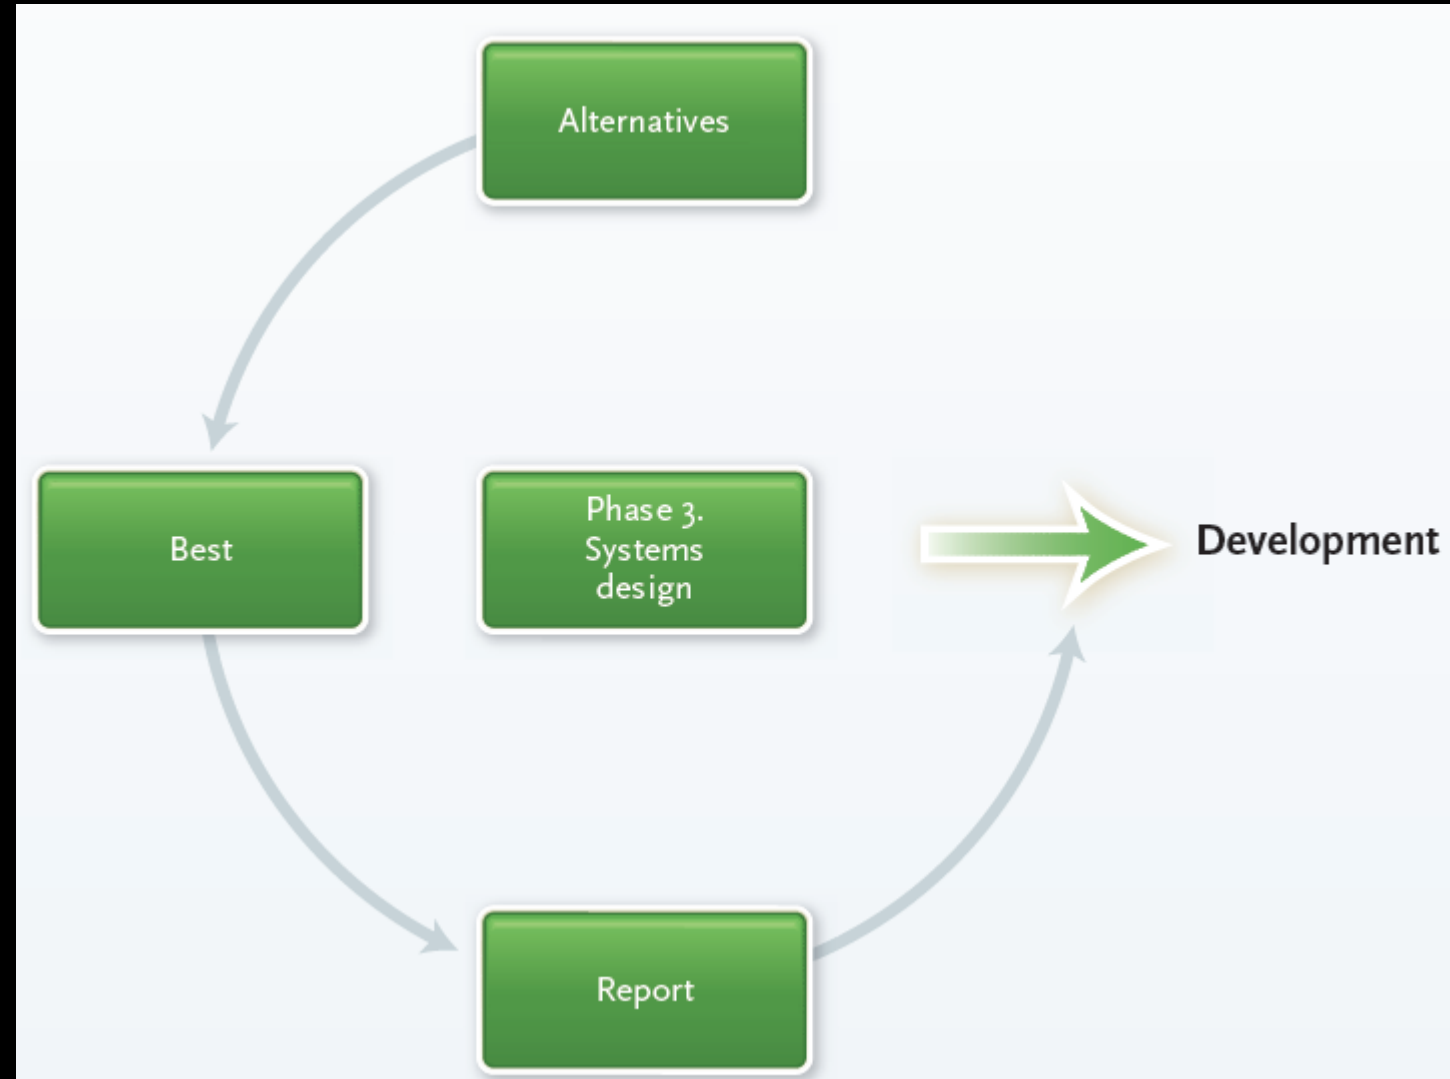 Alternatives
Best
Phase 3.
Systems
design
Development
Report